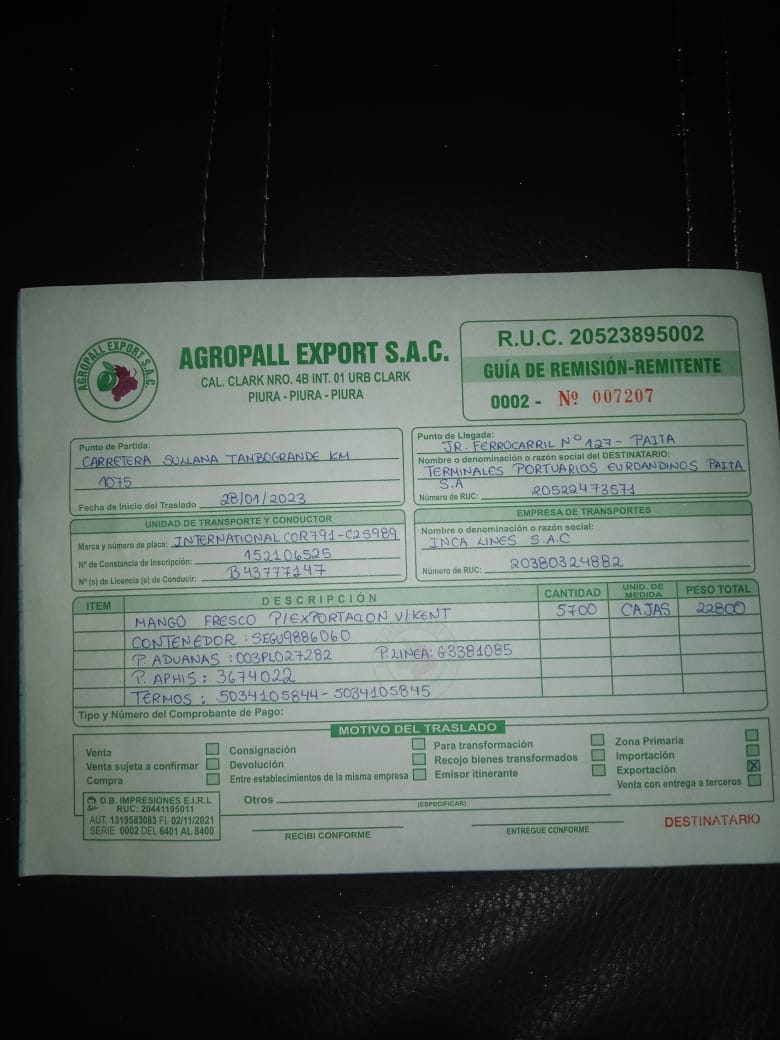 AGROPALL EXPORT S.A.C.
AGROPALL EXPORT S.A.C.
CAL. CLARK NRO. 4B INT. 01 URB CLARK
PIURA - PIURA - PIURA
R.U.C. 20523895002
GUÍA DE REMISIÓN-REMITENTE
0002 - Nº 007207
Punto de Partida:
CARRETERA SULLANA TAMBOGRANDE KM
1075
Fecha de Inicio del Traslado 28/01/2023
Punto de Llegada:
JR. FERROCARRIL Nº 127 - PAITA
Nombre o denominación o razón social del DESTINATARIO:
TERMINALES PORTUARIOS EUROANDINOS PAITA
S.A
Número de RUC: 20522473571
UNIDAD DE TRANSPORTE Y CONDUCTOR
Marca y número de placa: INTERNATIONAL COR791-C2S989
Nº de Constancia de Inscripción: 152106525
Nº (s) de Licencia (s) de Conducir: B43777147
EMPRESA DE TRANSPORTES
Nombre o denominación o razón social:
INCA LINES S.A.C
Número de RUC: 20380324882
ITEM DESCRIPCIÓN CANTIDAD UNID. DE MEDIDA PESO TOTAL
MANGO FRESCO P/EXPORTACION V/KENT 5700 CAJAS 22800
CONTENEDOR : SEGU9886060
P. ADUANAS : 003PL027282 P. LINEA: G3381085
P. APHIS : 3674022
TERMOS : 5034105844 - 5034105845
Tipo y Número del Comprobante de Pago:
MOTIVO DEL TRASLADO
Venta
Venta sujeta a confirmar
Compra
Consignación
Devolución
Entre establecimientos de la misma empresa
Para transformación
Recojo bienes transformados
Emisor itinerante
Zona Primaria
Importación
Exportación X
Venta con entrega a terceros
Otros
(ESPECIFICAR)
D.B. IMPRESIONES E.I.R.L
RUC: 20441195011
AUT. 1319583083 F.I. 02/11/2021
SERIE 0002 DEL 6401 AL 8400
RECIBI CONFORME
ENTREGUE CONFORME
DESTINATARIO